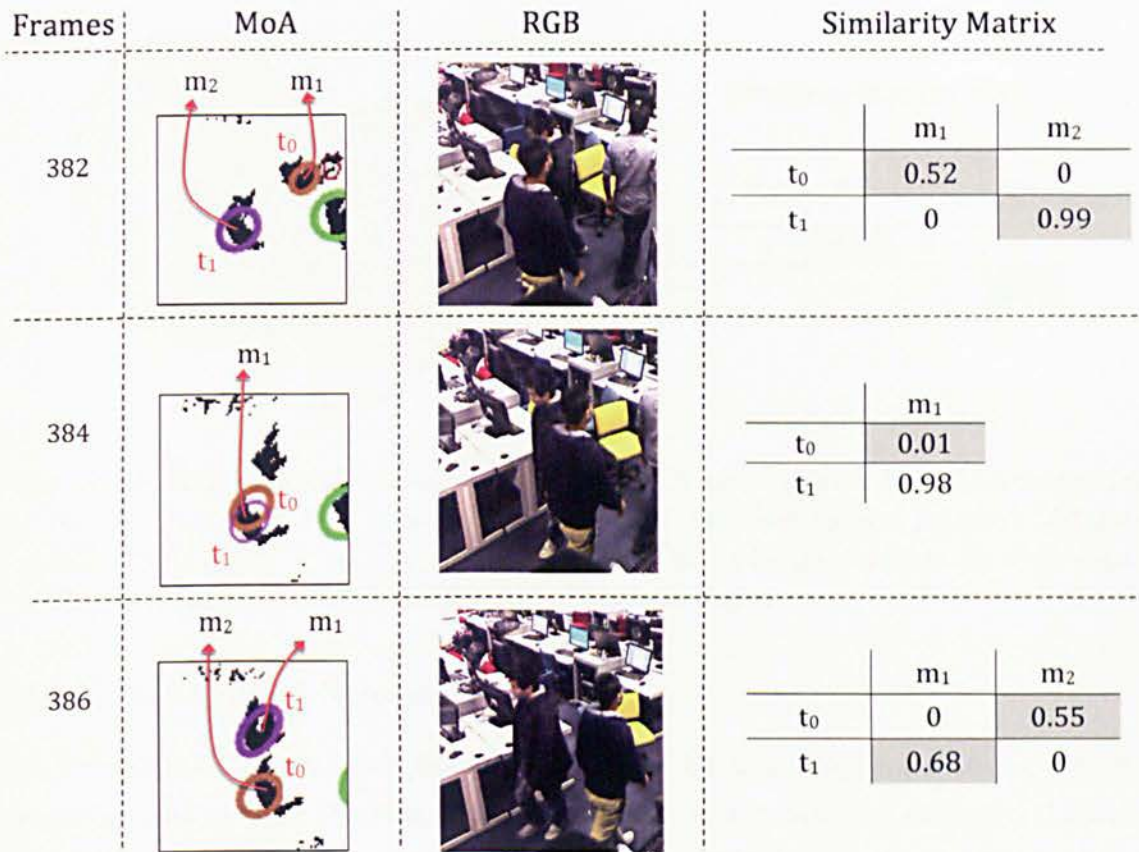 Frames MoA RGB Similarity Matrix
382
m₂ m₁
t₀
t₁
m₁ m₂
t₀ 0.52 0
t₁ 0 0.99
384
m₁
t₀
t₁
m₁
t₀ 0.01
t₁ 0.98
386
m₂ m₁
t₁
t₀
m₁ m₂
t₀ 0 0.55
t₁ 0.68 0